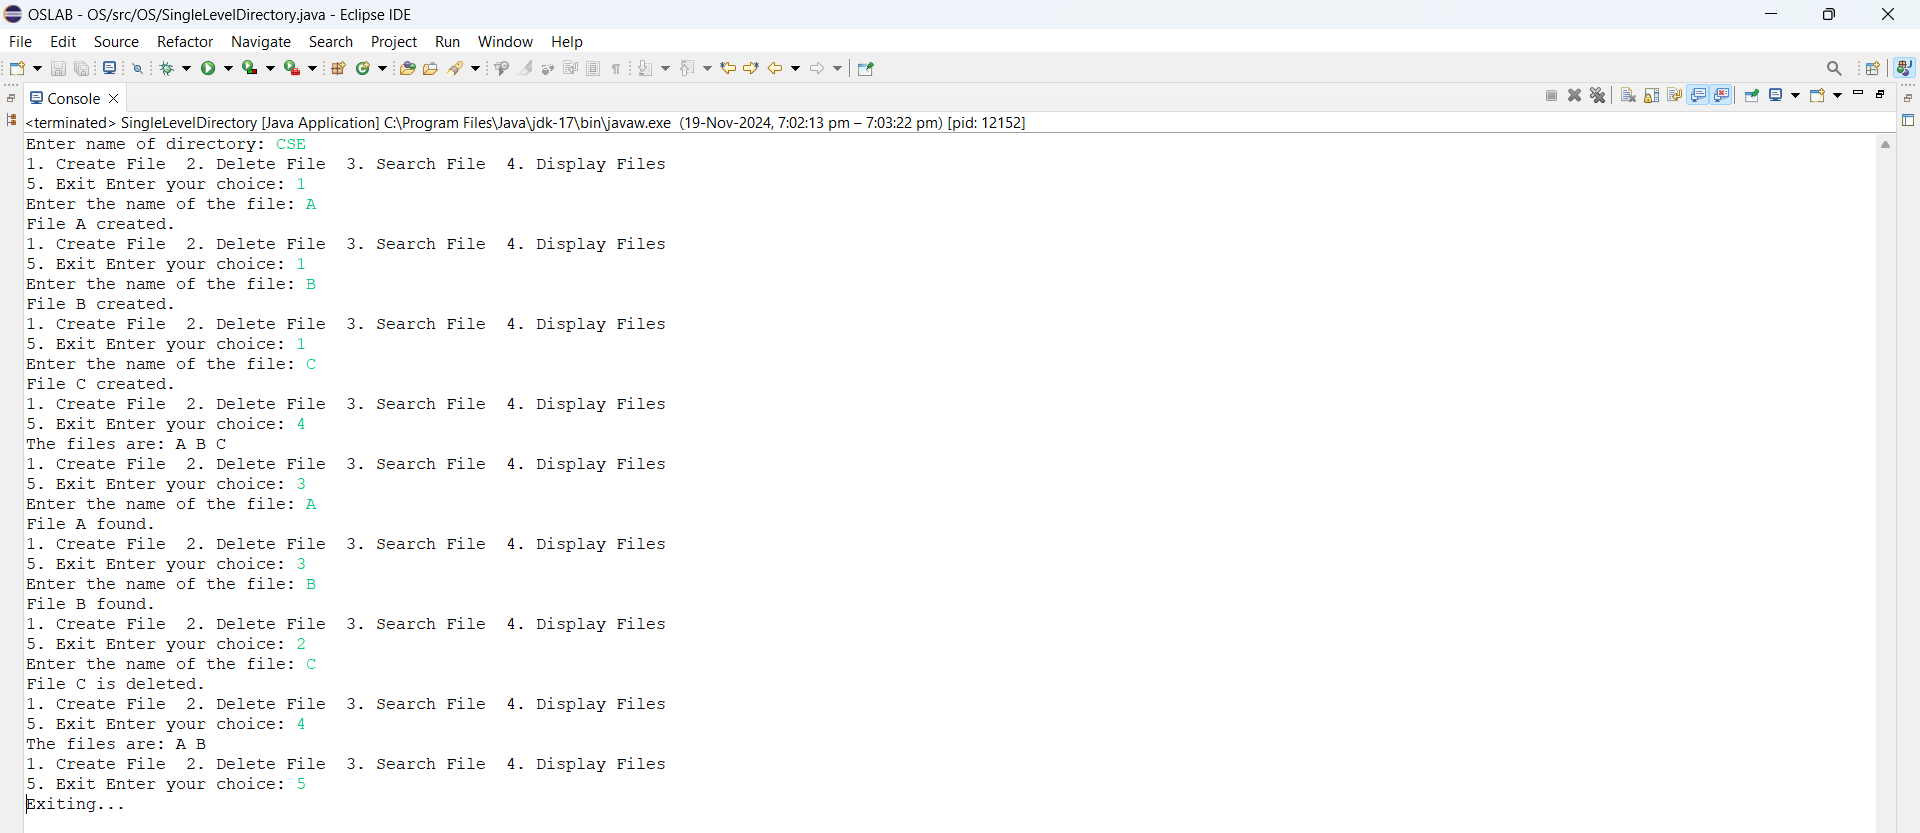 OSLAB - OS/src/OS/SingleLevelDirectory.java - Eclipse IDE
File Edit Source Refactor Navigate Search Project Run Window Help
Console
<terminated> SingleLevelDirectory [Java Application] C:\Program Files\Java\jdk-17\bin\javaw.exe (19-Nov-2024, 7:02:13 pm – 7:03:22 pm) [pid: 12152]
Enter name of directory: CSE
1. Create File  2. Delete File  3. Search File  4. Display Files
5. Exit Enter your choice: 1
Enter the name of the file: A
File A created.
1. Create File  2. Delete File  3. Search File  4. Display Files
5. Exit Enter your choice: 1
Enter the name of the file: B
File B created.
1. Create File  2. Delete File  3. Search File  4. Display Files
5. Exit Enter your choice: 1
Enter the name of the file: C
File C created.
1. Create File  2. Delete File  3. Search File  4. Display Files
5. Exit Enter your choice: 4
The files are: A B C
1. Create File  2. Delete File  3. Search File  4. Display Files
5. Exit Enter your choice: 3
Enter the name of the file: A
File A found.
1. Create File  2. Delete File  3. Search File  4. Display Files
5. Exit Enter your choice: 3
Enter the name of the file: B
File B found.
1. Create File  2. Delete File  3. Search File  4. Display Files
5. Exit Enter your choice: 2
Enter the name of the file: C
File C is deleted.
1. Create File  2. Delete File  3. Search File  4. Display Files
5. Exit Enter your choice: 4
The files are: A B
1. Create File  2. Delete File  3. Search File  4. Display Files
5. Exit Enter your choice: 5
Exiting...